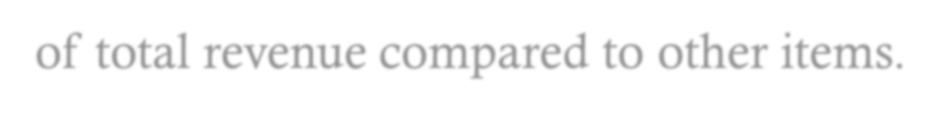 of total revenue compared to other items.